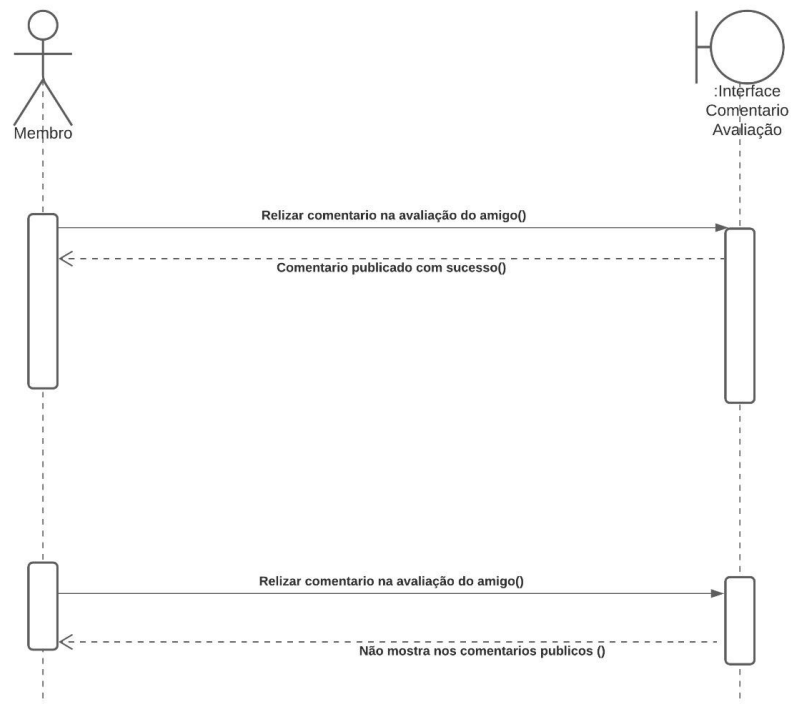 Membro
:Interface
Comentario
Avaliação
Relizar comentario na avaliação do amigo()
Comentario publicado com sucesso()
Relizar comentario na avaliação do amigo()
Não mostra nos comentarios publicos ()